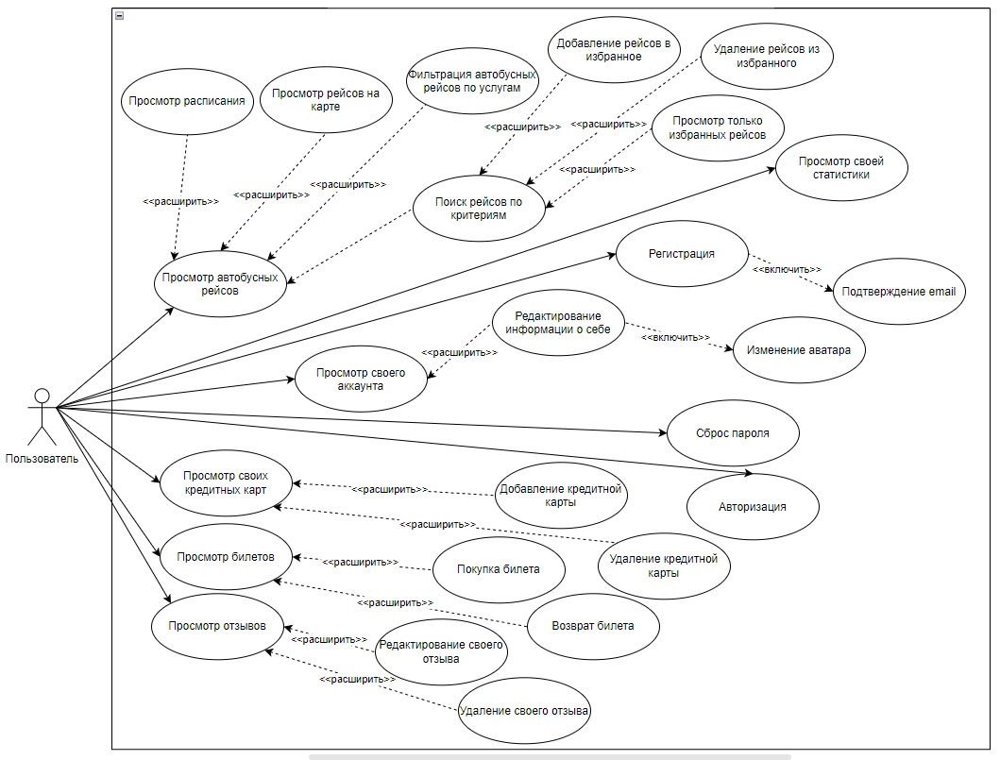 Добавление рейсов в
избранное
Удаление рейсов из
избранного
Фильтрация автобусных
рейсов по услугам
Просмотр рейсов на
карте
Просмотр расписания
<<расширить>>
<<расширить>>
Просмотр только
избранных рейсов
<<расширить>>
Просмотр своей
статистики
<<расширить>>
<<расширить>>
<<расширить>>
Поиск рейсов по
критериям
Регистрация
<<включить>>
Просмотр автобусных
рейсов
Подтверждение email
Редактирование
информации о себе
<<включить>>
<<расширить>>
Изменение аватара
Просмотр своего
аккаунта
Сброс пароля
Пользователь
Просмотр своих
кредитных карт
<<расширить>>
Добавление кредитной
карты
Авторизация
<<расширить>>
Просмотр билетов
<<расширить>>
Покупка билета
Удаление кредитной
карты
<<расширить>>
Просмотр отзывов
Возврат билета
<<расширить>>
Редактирование своего
отзыва
<<расширить>>
Удаление своего отзыва